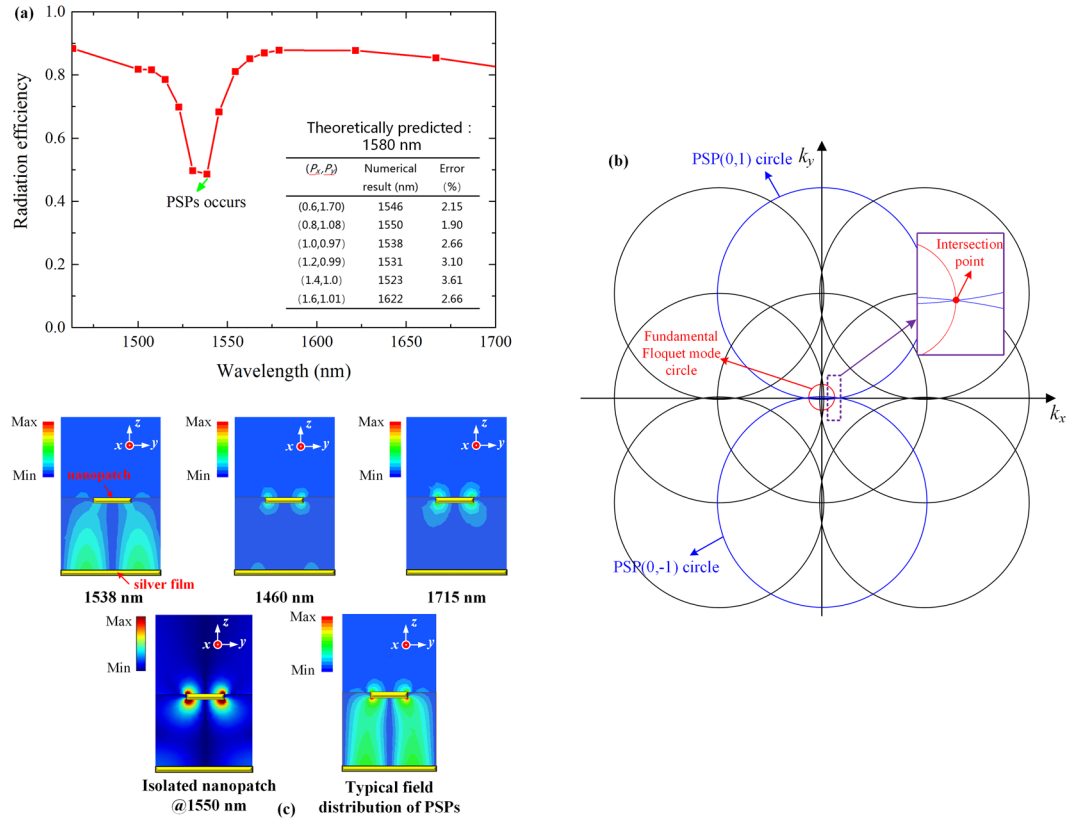 (a)
1.0
0.8
0.6
0.4
0.2
0.0
Radiation efficiency
1500
1550
1600
1650
1700
Wavelength (nm)
PSPs occurs
Theoretically predicted :
1580 nm
(Px,Py) Numerical Error
result (nm) (%)
(0.6,1.70) 1546 2.15
(0.8,1.08) 1550 1.90
(1.0,0.97) 1538 2.66
(1.2,0.99) 1531 3.10
(1.4,1.0) 1523 3.61
(1.6,1.01) 1622 2.66
(b)
PSP(0,1) circle
ky
Intersection
point
Fundamental
Floquet mode
circle
kx
PSP(0,-1) circle
Max
Min
z
x
y
nanopatch
silver film
1538 nm
Max
Min
z
x
y
1460 nm
Max
Min
z
x
y
1715 nm
Max
Min
z
x
y
Isolated nanopatch
@1550 nm
Max
Min
z
x
y
Typical field
distribution of PSPs
(c)